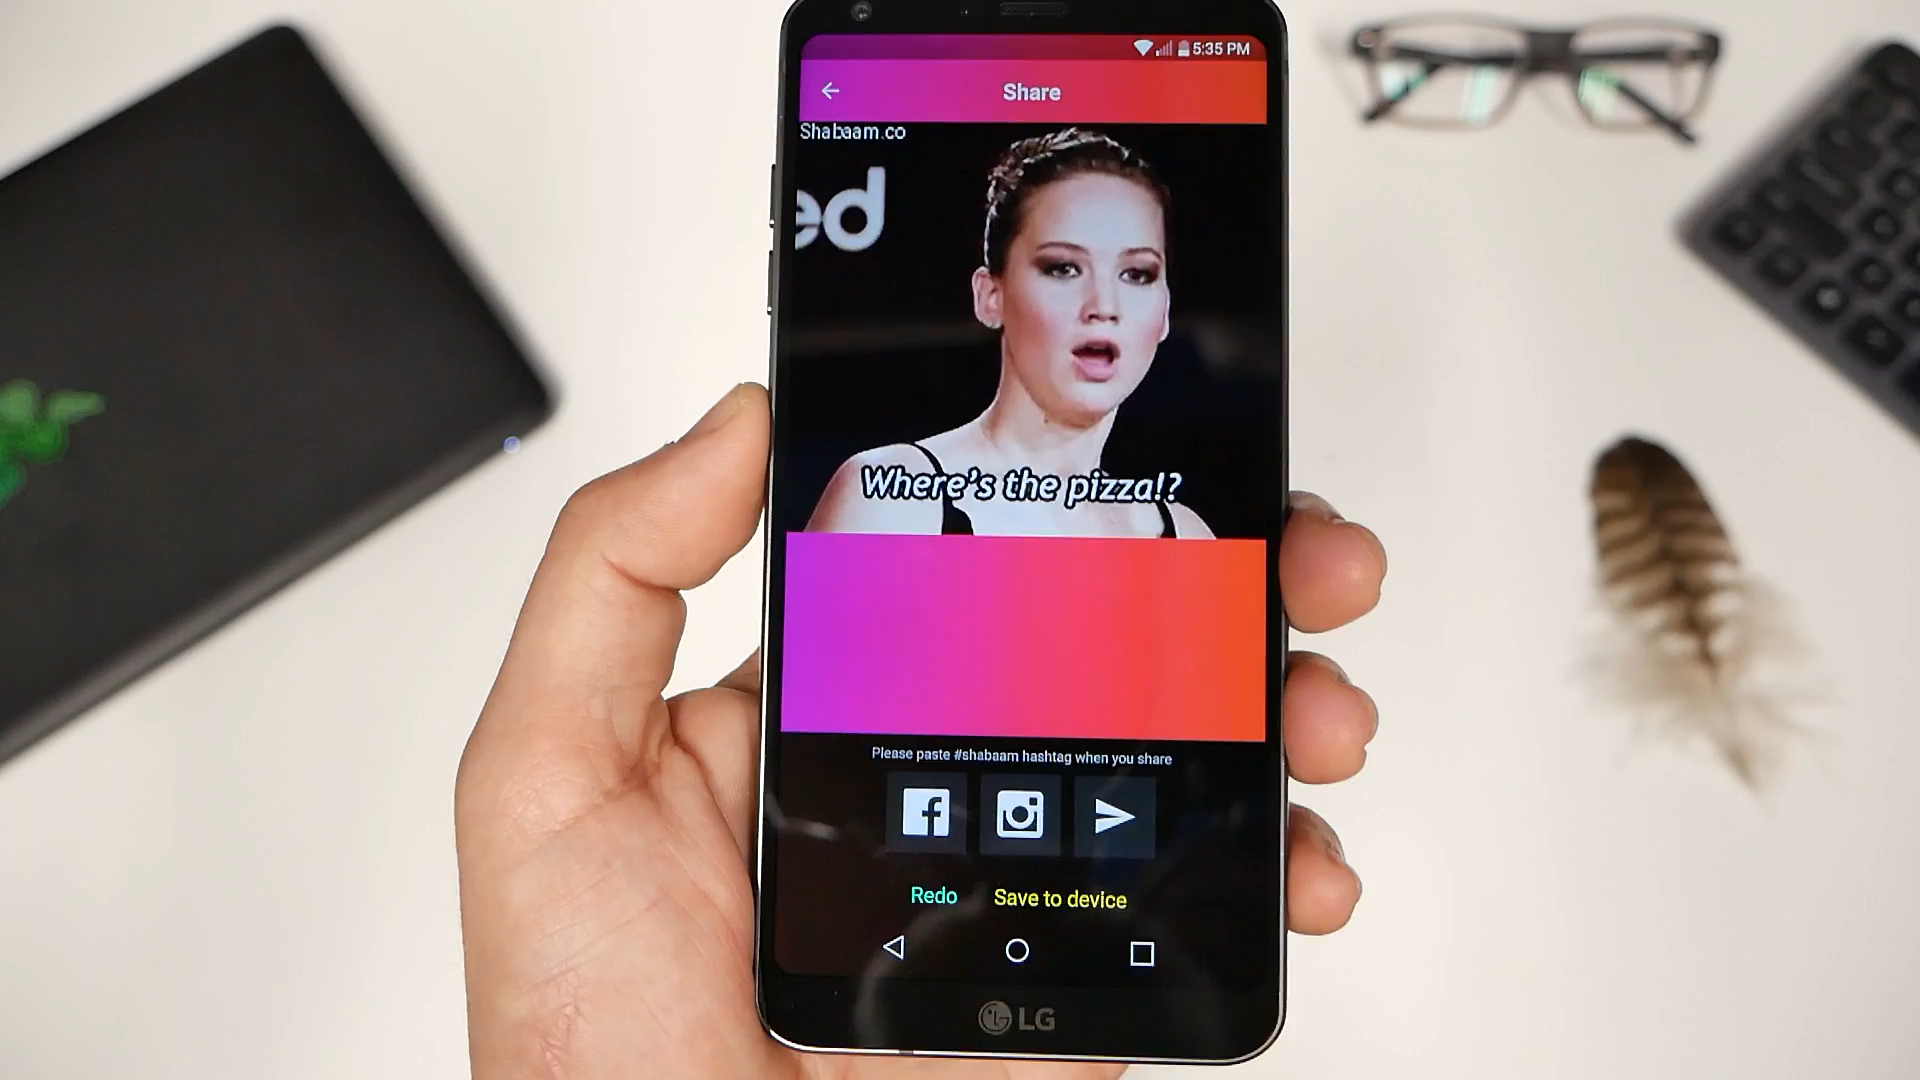 5:35 PM
Share
Shabaam.co
ed
Where's the pizza!?
Please paste #shabaam hashtag when you share
Redo
Save to device
LG